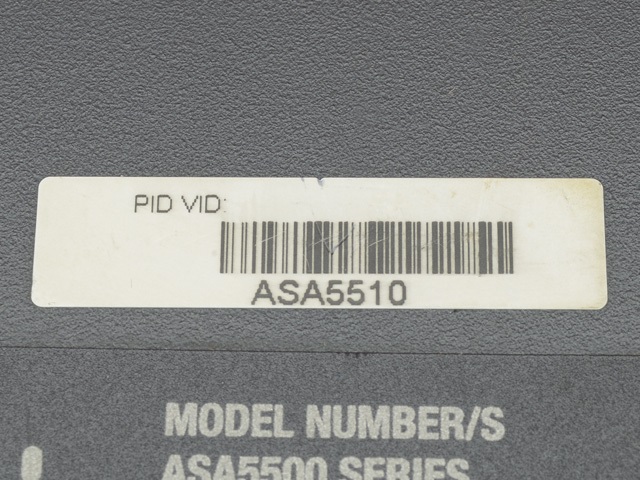 PID VID:
ASA5510
MODEL NUMBER/S
ASA5500 SERIES